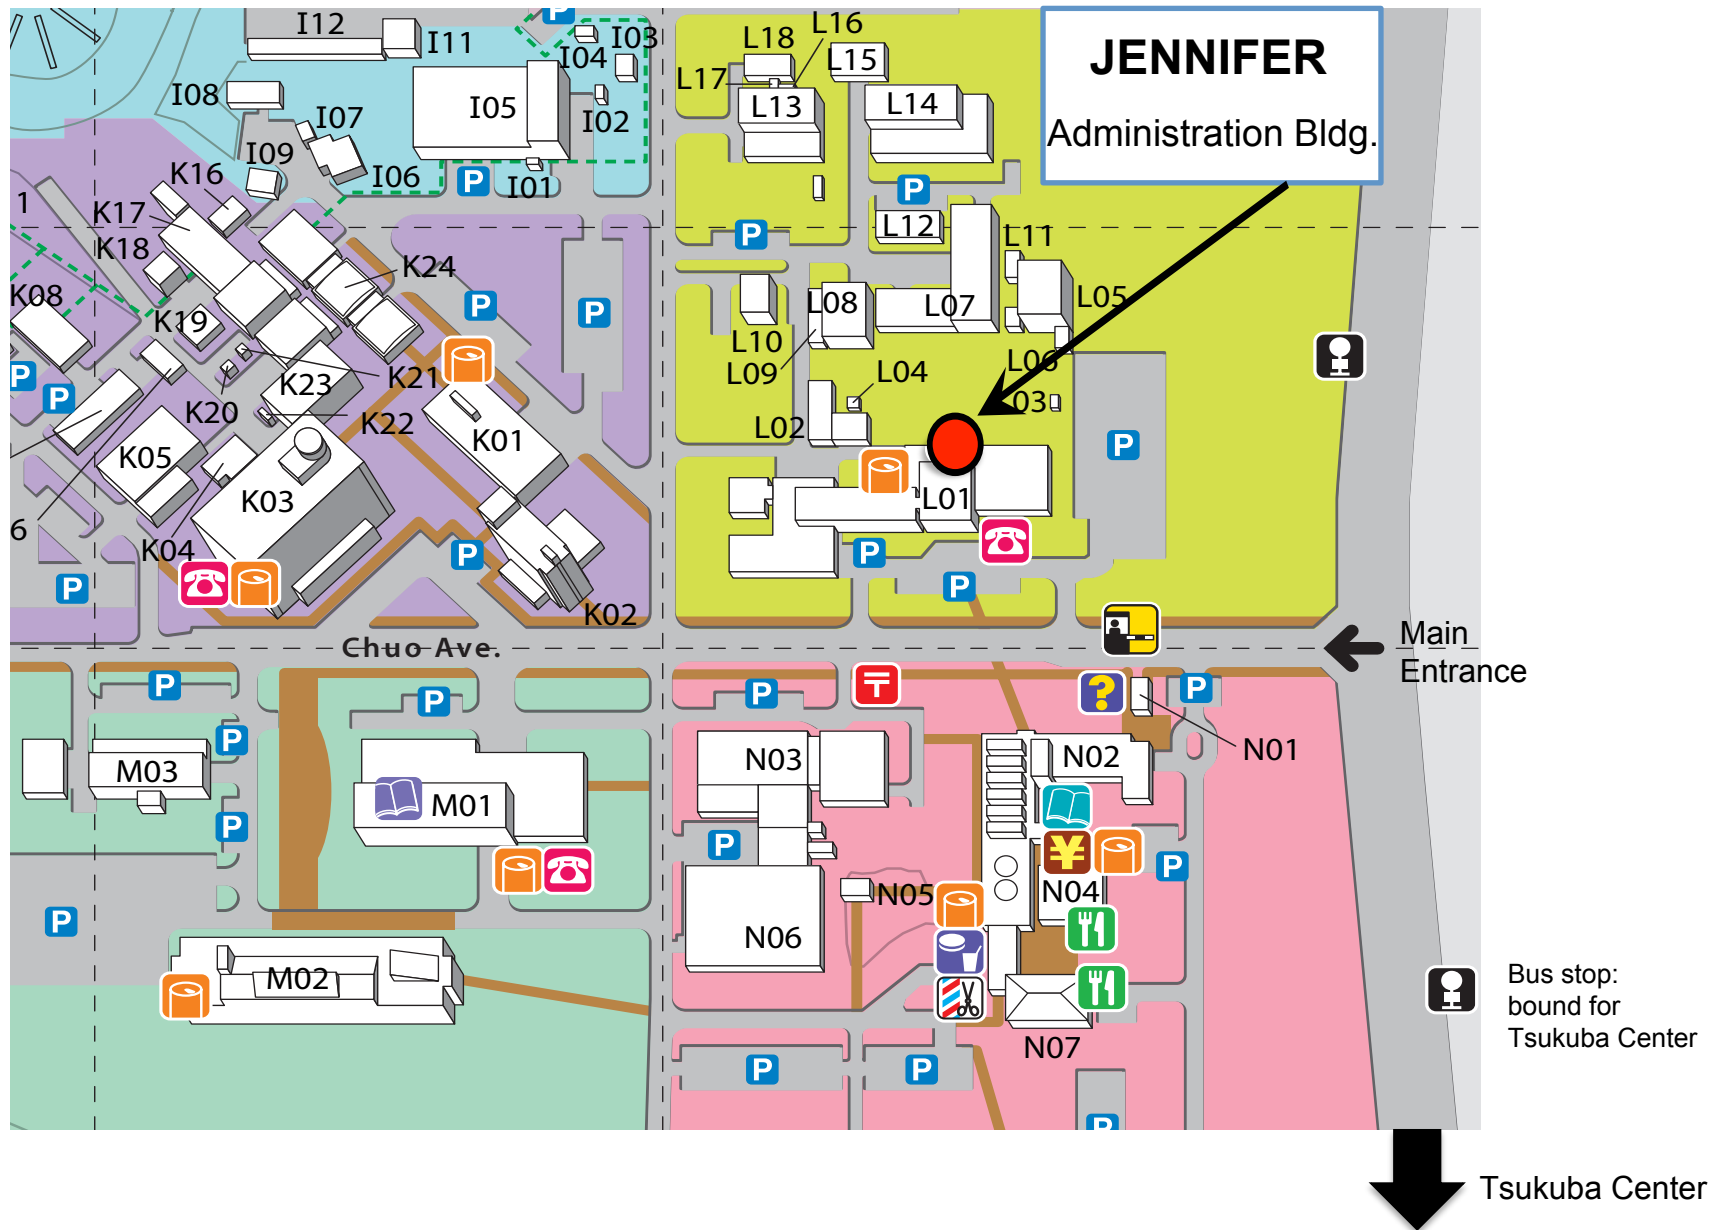 JENNIFER
Administration Bldg.
I12
I11
I04
I03
L18
L16
L15
L17
L13
L14
I08
I05
I02
I07
I09
I06
P
I01
K16
1
K17
K18
K24
K08
K19
L12
L11
L08
L07
L05
L10
L09
L06
L04
03
L02
L01
K21
K23
K20
K22
K01
K05
K03
K04
6
K02
Chuo Ave.
Main
Entrance
P
〒
?
N01
N02
N03
M03
M01
¥
N04
N05
N06
M02
N07
Bus stop:
bound for
Tsukuba Center
Tsukuba Center